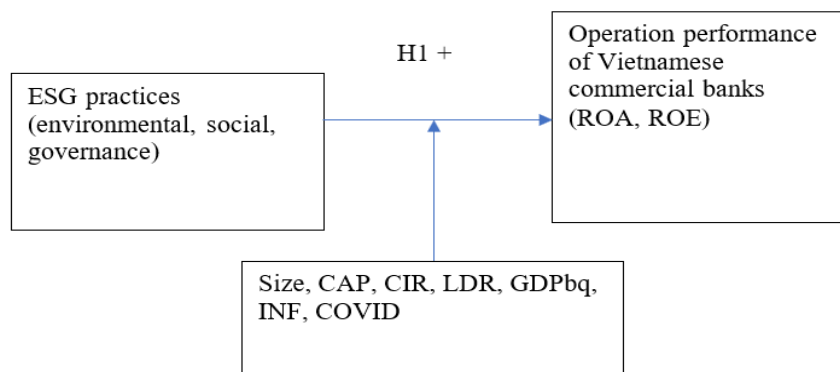 H1 +
Operation performance
of Vietnamese
commercial banks
(ROA, ROE)
ESG practices
(environmental, social,
governance)
Size, CAP, CIR, LDR, GDPbq,
INF, COVID